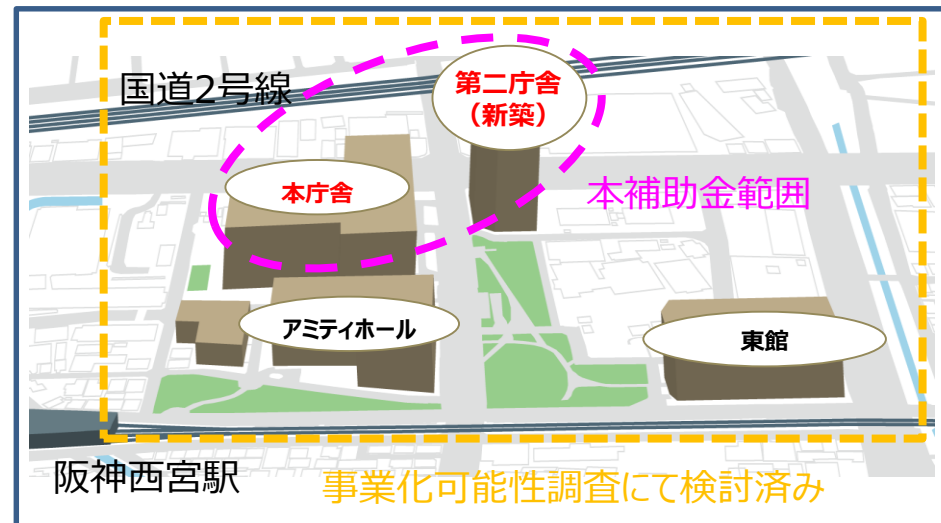 国道2号線
第二庁舎
（新築）
本庁舎
本補助金範囲
アミティホール
東館
阪神西宮駅
事業化可能性調査にて検討済み